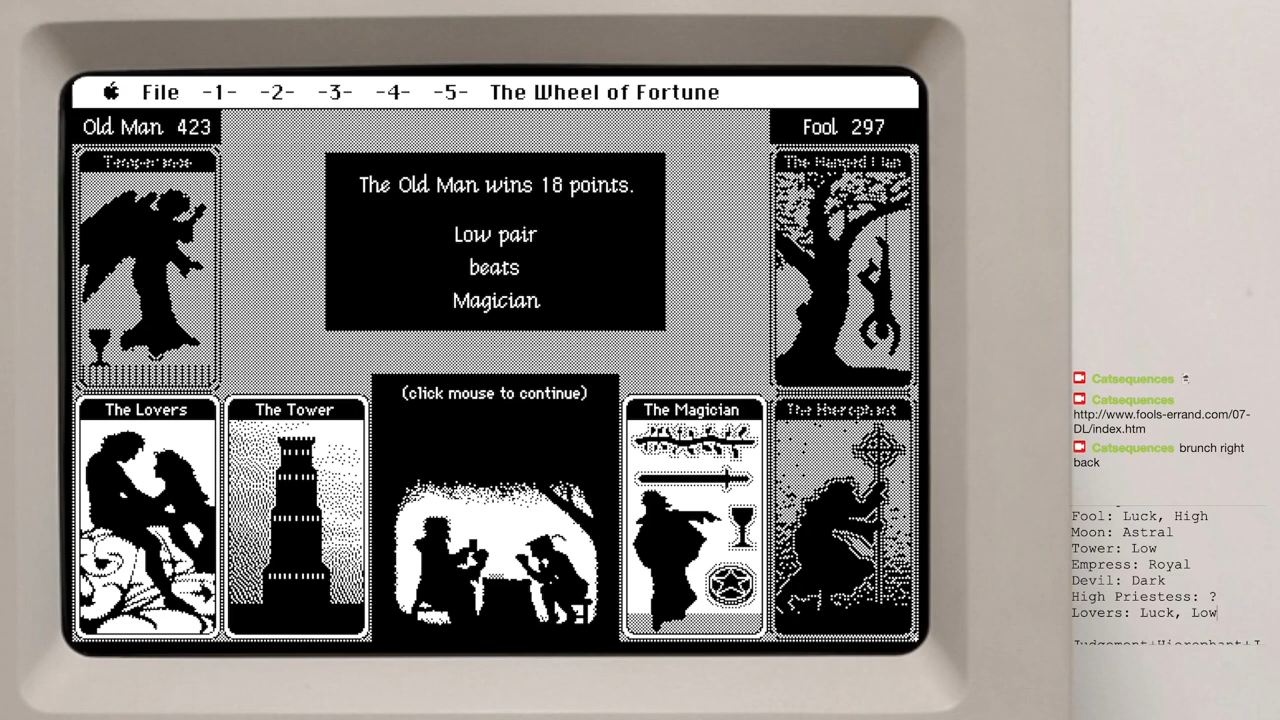 File -1- -2- -3- -4- -5- The Wheel of Fortune
Old Man 423
Fool 297
Temperance
The Hanged Man
The Old Man wins 18 points.
Low pair
beats
Magician
(click mouse to continue)
The Lovers
The Tower
The Magician
The Hierophant
Catsequences
Catsequences
http://www.fools-errand.com/07-
DL/index.htm
Catsequences brunch right
back
Fool: Luck, High
Moon: Astral
Tower: Low
Empress: Royal
Devil: Dark
High Priestess: ?
Lovers: Luck, Low